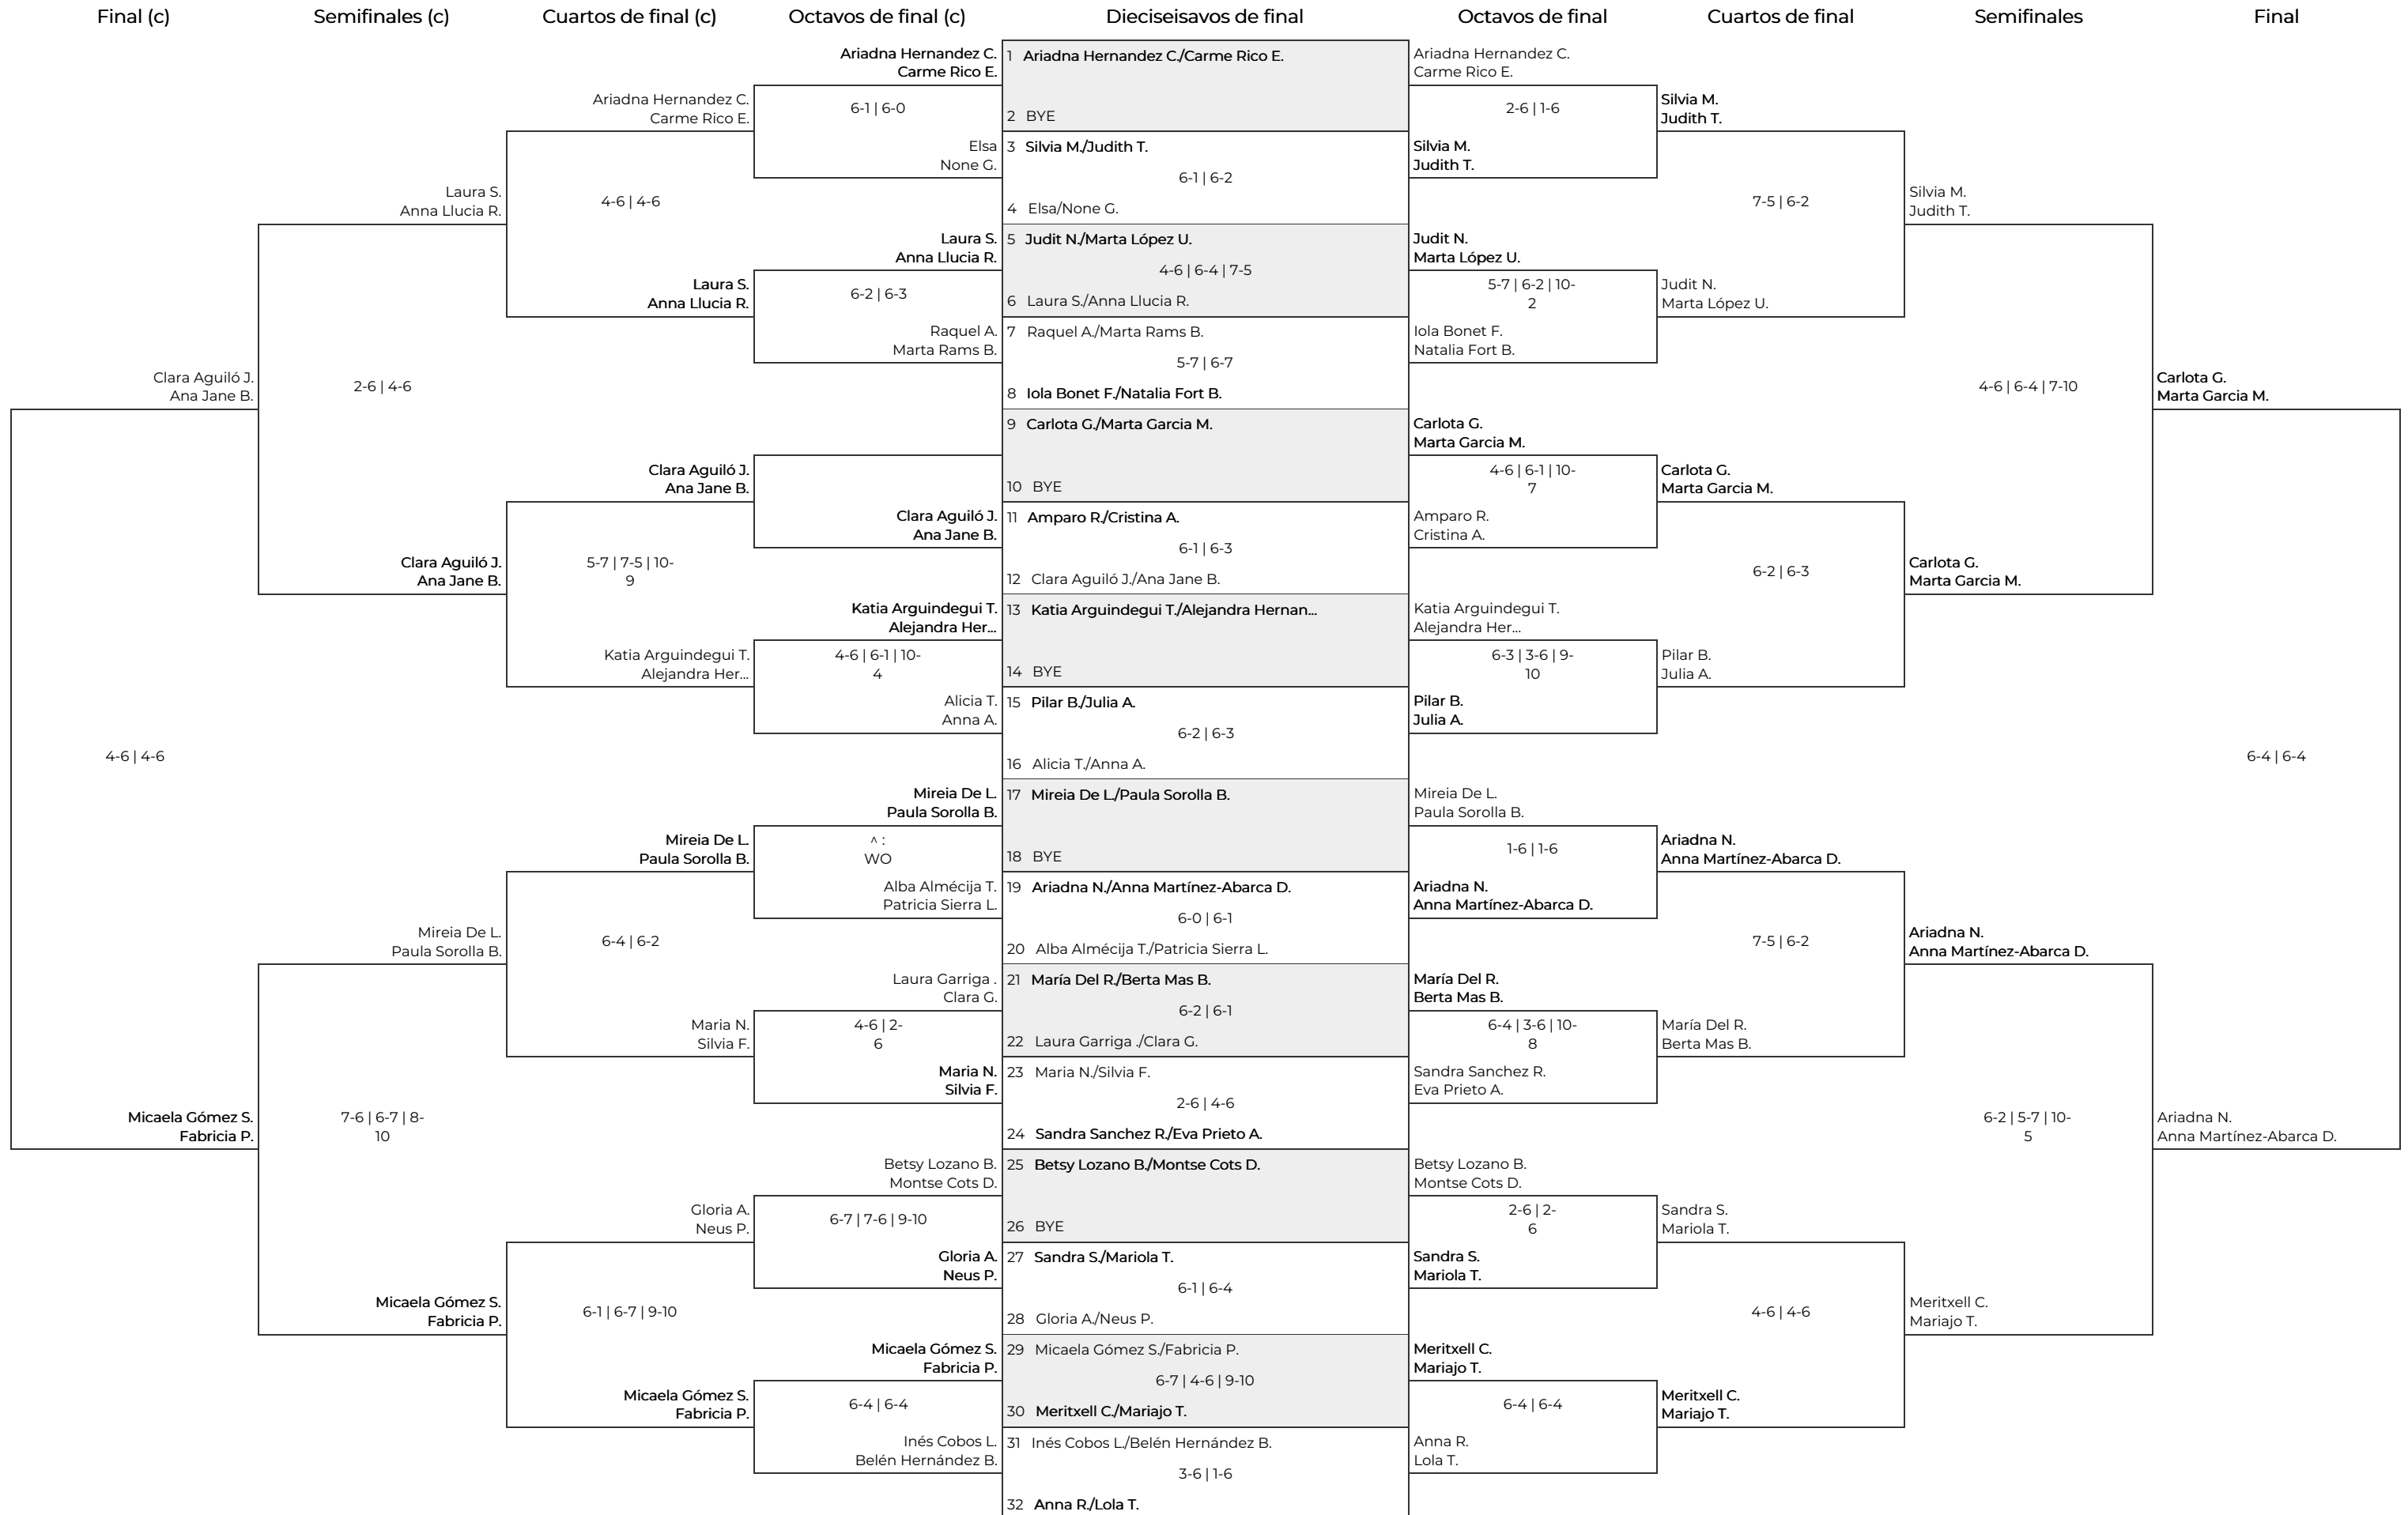 Final (c)
Semifinales (c)
Cuartos de final (c)
Octavos de final (c)
Dieciseisavos de final
Octavos de final
Cuartos de final
Semifinales
Final
Clara Aguiló J.
Ana Jane B.
4-6 | 4-6
Micaela Gómez S.
Fabricia P.
Laura S.
Anna Llucia R.
2-6 | 4-6
Clara Aguiló J.
Ana Jane B.
Mireia De L.
Paula Sorolla B.
7-6 | 6-7 | 8-
10
Micaela Gómez S.
Fabricia P.
Ariadna Hernandez C.
Carme Rico E.
4-6 | 4-6
Laura S.
Anna Llucia R.
Clara Aguiló J.
Ana Jane B.
5-7 | 7-5 | 10-
9
Katia Arguindegui T.
Alejandra Her...
Mireia De L.
Paula Sorolla B.
6-4 | 6-2
Maria N.
Silvia F.
Gloria A.
Neus P.
6-1 | 6-7 | 9-10
Micaela Gómez S.
Fabricia P.
Ariadna Hernandez C.
Carme Rico E.
6-1 | 6-0
Elsa
None G.
Laura S.
Anna Llucia R.
6-2 | 6-3
Raquel A.
Marta Rams B.
Clara Aguiló J.
Ana Jane B.
Katia Arguindegui T.
Alejandra Her...
4-6 | 6-1 | 10-
4
Alicia T.
Anna A.
Mireia De L.
Paula Sorolla B.
^ :
WO
Alba Almécija T.
Patricia Sierra L.
Laura Garriga .
Clara G.
4-6 | 2-
6
Maria N.
Silvia F.
Betsy Lozano B.
Montse Cots D.
6-7 | 7-6 | 9-10
Gloria A.
Neus P.
Micaela Gómez S.
Fabricia P.
6-4 | 6-4
Inés Cobos L.
Belén Hernández B.
1 Ariadna Hernandez C./Carme Rico E.
2 BYE
3 Silvia M./Judith T.
6-1 | 6-2
4 Elsa/None G.
5 Judit N./Marta López U.
4-6 | 6-4 | 7-5
6 Laura S./Anna Llucia R.
7 Raquel A./Marta Rams B.
5-7 | 6-7
8 Iola Bonet F./Natalia Fort B.
9 Carlota G./Marta Garcia M.
10 BYE
11 Amparo R./Cristina A.
6-1 | 6-3
12 Clara Aguiló J./Ana Jane B.
13 Katia Arguindegui T./Alejandra Hernan...
14 BYE
15 Pilar B./Julia A.
6-2 | 6-3
16 Alicia T./Anna A.
17 Mireia De L./Paula Sorolla B.
18 BYE
19 Ariadna N./Anna Martínez-Abarca D.
6-0 | 6-1
20 Alba Almécija T./Patricia Sierra L.
21 María Del R./Berta Mas B.
6-2 | 6-1
22 Laura Garriga ./Clara G.
23 Maria N./Silvia F.
2-6 | 4-6
24 Sandra Sanchez R./Eva Prieto A.
25 Betsy Lozano B./Montse Cots D.
26 BYE
27 Sandra S./Mariola T.
6-1 | 6-4
28 Gloria A./Neus P.
29 Micaela Gómez S./Fabricia P.
6-7 | 4-6 | 9-10
30 Meritxell C./Mariajo T.
31 Inés Cobos L./Belén Hernández B.
3-6 | 1-6
32 Anna R./Lola T.
Ariadna Hernandez C.
Carme Rico E.
2-6 | 1-6
Silvia M.
Judith T.
Judit N.
Marta López U.
5-7 | 6-2 | 10-
2
Iola Bonet F.
Natalia Fort B.
Carlota G.
Marta Garcia M.
4-6 | 6-1 | 10-
7
Amparo R.
Cristina A.
Katia Arguindegui T.
Alejandra Her...
6-3 | 3-6 | 9-
10
Pilar B.
Julia A.
Mireia De L.
Paula Sorolla B.
1-6 | 1-6
Ariadna N.
Anna Martínez-Abarca D.
María Del R.
Berta Mas B.
6-4 | 3-6 | 10-
8
Sandra Sanchez R.
Eva Prieto A.
Betsy Lozano B.
Montse Cots D.
2-6 | 2-
6
Sandra S.
Mariola T.
Meritxell C.
Mariajo T.
6-4 | 6-4
Anna R.
Lola T.
Silvia M.
Judith T.
7-5 | 6-2
Judit N.
Marta López U.
Carlota G.
Marta Garcia M.
6-2 | 6-3
Pilar B.
Julia A.
Ariadna N.
Anna Martínez-Abarca D.
7-5 | 6-2
María Del R.
Berta Mas B.
Sandra S.
Mariola T.
4-6 | 4-6
Meritxell C.
Mariajo T.
Silvia M.
Judith T.
4-6 | 6-4 | 7-10
Carlota G.
Marta Garcia M.
Ariadna N.
Anna Martínez-Abarca D.
6-2 | 5-7 | 10-
5
Meritxell C.
Mariajo T.
Carlota G.
Marta Garcia M.
6-4 | 6-4
Ariadna N.
Anna Martínez-Abarca D.